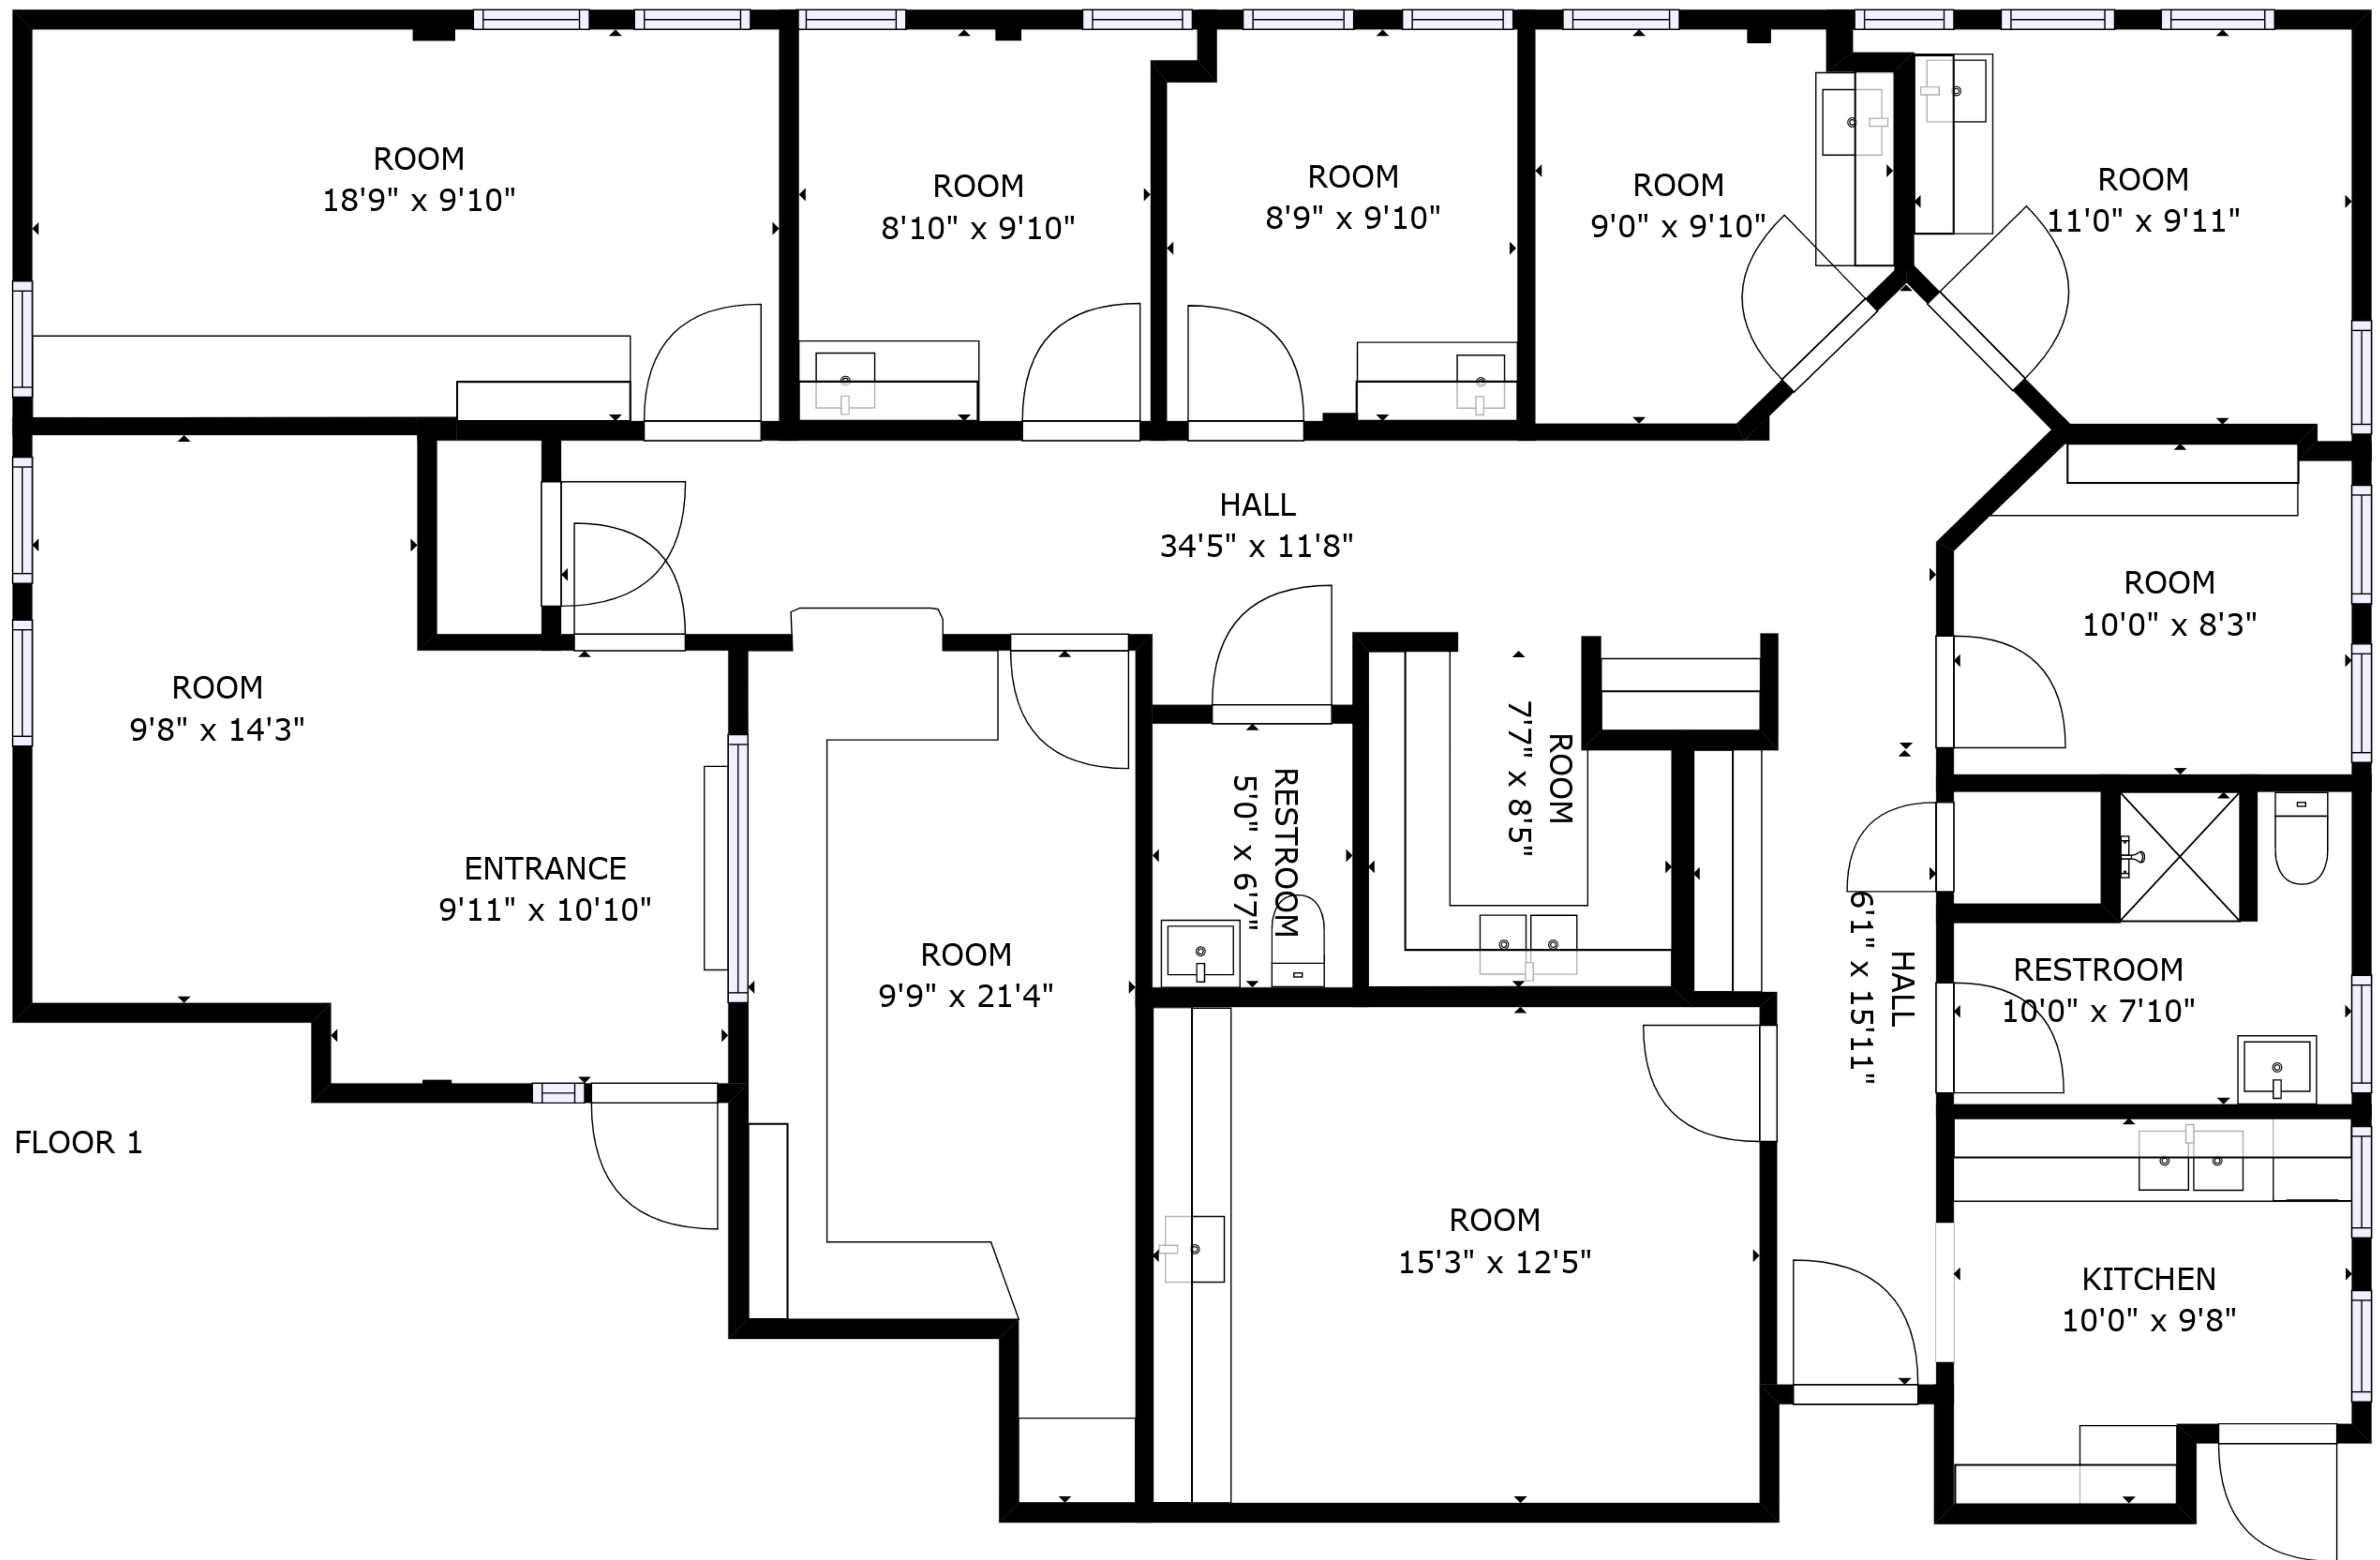 ROOM
18'9" x 9'10"
ROOM
8'10" x 9'10"
ROOM
8'9" x 9'10"
ROOM
9'0" x 9'10"
ROOM
11'0" x 9'11"
HALL
34'5" x 11'8"
ROOM
10'0" x 8'3"
ROOM
9'8" x 14'3"
ENTRANCE
9'11" x 10'10"
ROOM
9'9" x 21'4"
RESTROOM
5'0" x 6'7"
ROOM
7'7" x 8'5"
HALL
6'1" x 15'11"
RESTROOM
10'0" x 7'10"
FLOOR 1
ROOM
15'3" x 12'5"
KITCHEN
10'0" x 9'8"